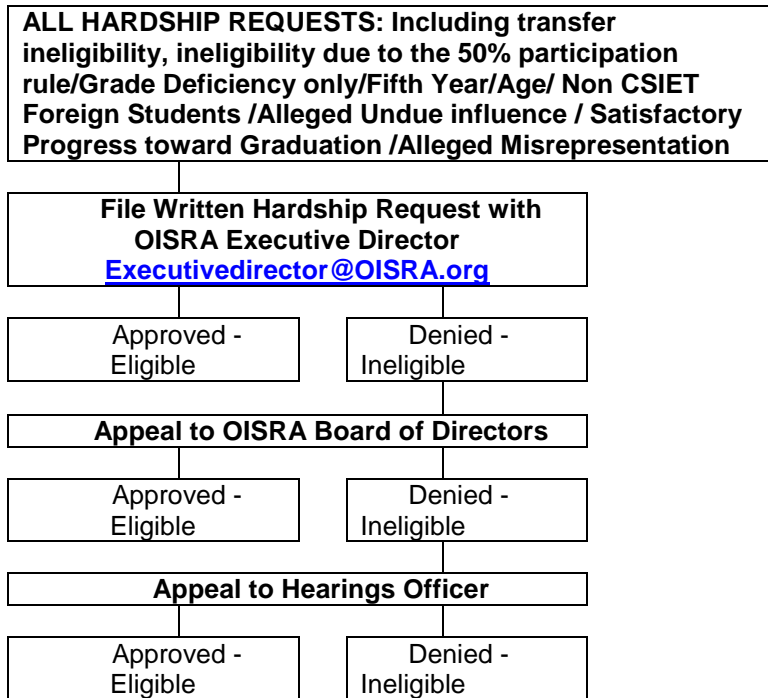 ALL HARDSHIP REQUESTS: Including transfer
ineligibility, ineligibility due to the 50% participation
rule/Grade Deficiency only/Fifth Year/Age/ Non CSIET
Foreign Students /Alleged Undue influence / Satisfactory
Progress toward Graduation /Alleged Misrepresentation
File Written Hardship Request with
OISRA Executive Director
Executivedirector@OISRA.org
Approved -
Eligible
Denied -
Ineligible
Appeal to OISRA Board of Directors
Approved -
Eligible
Denied -
Ineligible
Appeal to Hearings Officer
Approved -
Eligible
Denied -
Ineligible